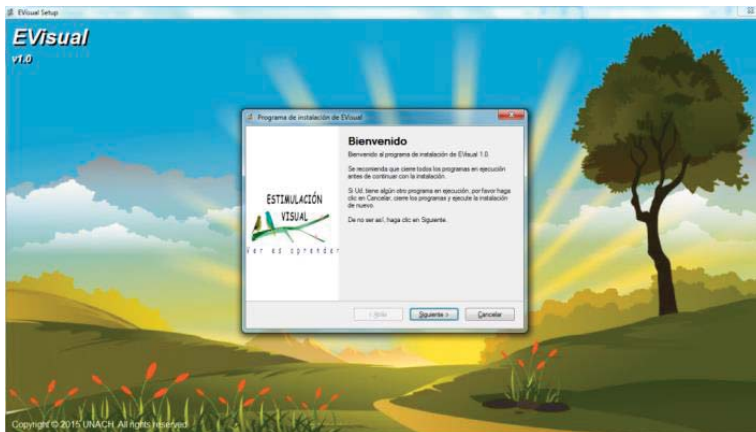 EVisual Setup
EVisual
v1.0
Programa de instalación de EVisual
Bienvenido
Bienvenido al programa de instalación de EVisual 1.0.
Se recomienda que cierre todos los programas en ejecución
antes de continuar con la instalación.
Si Ud. tiene algún otro programa en ejecución, por favor haga
clic en Cancelar, cierre los programas y ejecute la instalación
de nuevo.
De no ser así, haga clic en Siguiente.
ESTIMULACIÓN
VISUAL
Ver es aprender
< Atrás
Siguiente >
Cancelar
Copyright © 2015 UNACH. All rights reserved